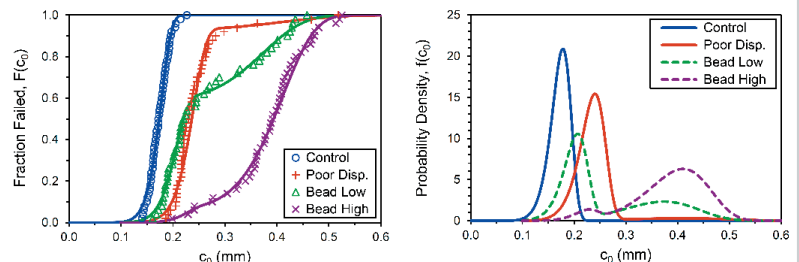 Fraction Failed, F(c₀)
1.0
0.8
0.6
0.4
0.2
0.0
0.0 0.1 0.2 0.3 0.4 0.5 0.6
c₀ (mm)
Control
Poor Disp.
Bead Low
Bead High
Probability Density, f(c₀)
25
20
15
10
5
0
0.0 0.1 0.2 0.3 0.4 0.5 0.6
c₀ (mm)
Control
Poor Disp.
Bead Low
Bead High